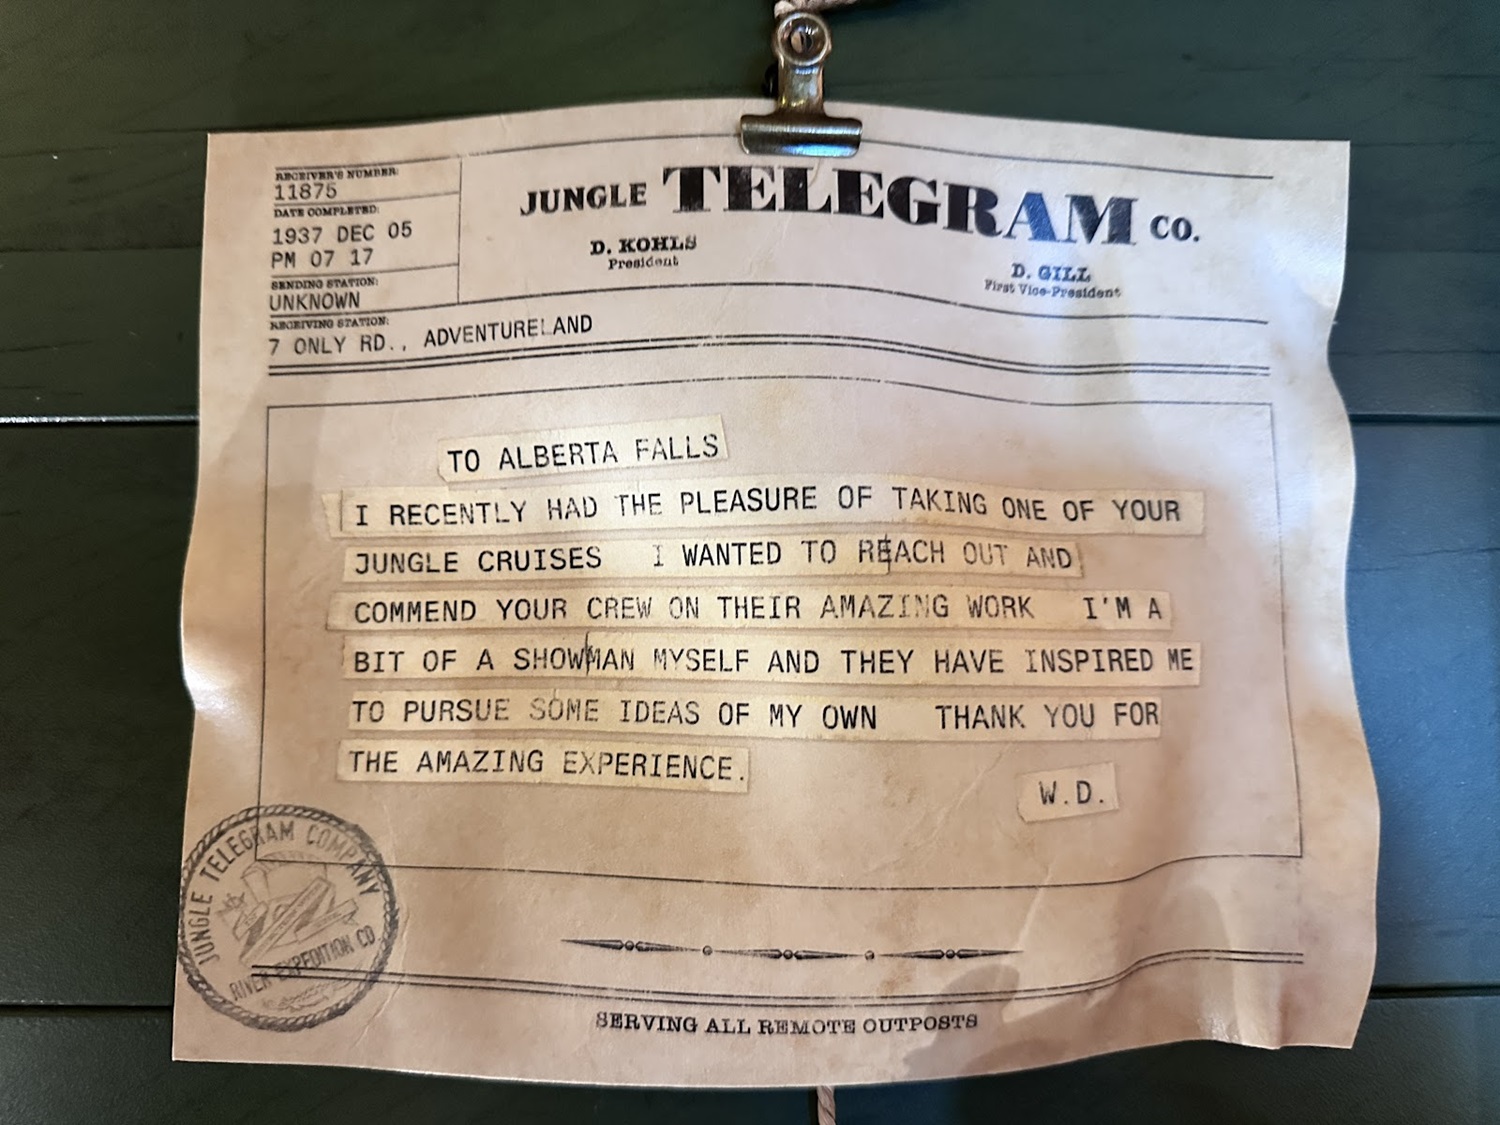 RECEIVER'S NUMBER:
11875
DATE COMPLETED:
1937 DEC 05
PM 07 17
SENDING STATION:
UNKNOWN
RECEIVING STATION:
7 ONLY RD., ADVENTURELAND
JUNGLE TELEGRAM CO.
D. KOHLS
President
D. GILL
First Vice-President
TO ALBERTA FALLS
I RECENTLY HAD THE PLEASURE OF TAKING ONE OF YOUR
JUNGLE CRUISES I WANTED TO REACH OUT AND
COMMEND YOUR CREW ON THEIR AMAZING WORK I'M A
BIT OF A SHOWMAN MYSELF AND THEY HAVE INSPIRED ME
TO PURSUE SOME IDEAS OF MY OWN THANK YOU FOR
THE AMAZING EXPERIENCE.
W.D.
JUNGLE TELEGRAM COMPANY
RIVER EXPEDITION CO.
SERVING ALL REMOTE OUTPOSTS